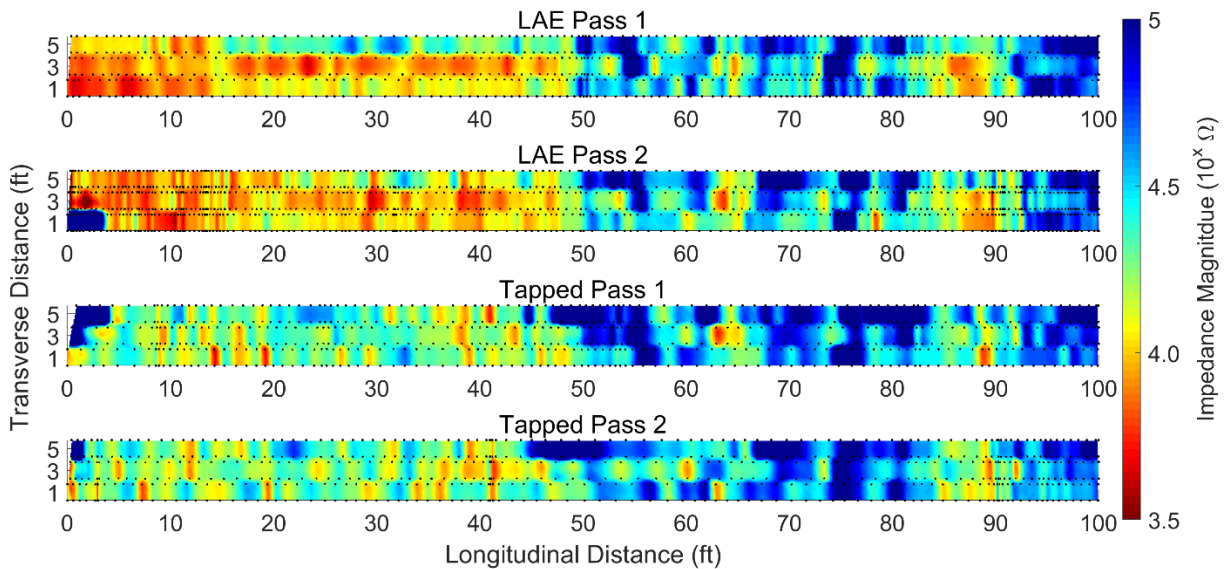 LAE Pass 1
5
3
1
0 10 20 30 40 50 60 70 80 90 100
LAE Pass 2
5
3
1
0 10 20 30 40 50 60 70 80 90 100
Tapped Pass 1
5
3
1
0 10 20 30 40 50 60 70 80 90 100
Tapped Pass 2
5
3
1
0 10 20 30 40 50 60 70 80 90 100
Longitudinal Distance (ft)
Transverse Distance (ft)
5
4.5
4.0
3.5
Impedance Magnitdue (10^x Ω)